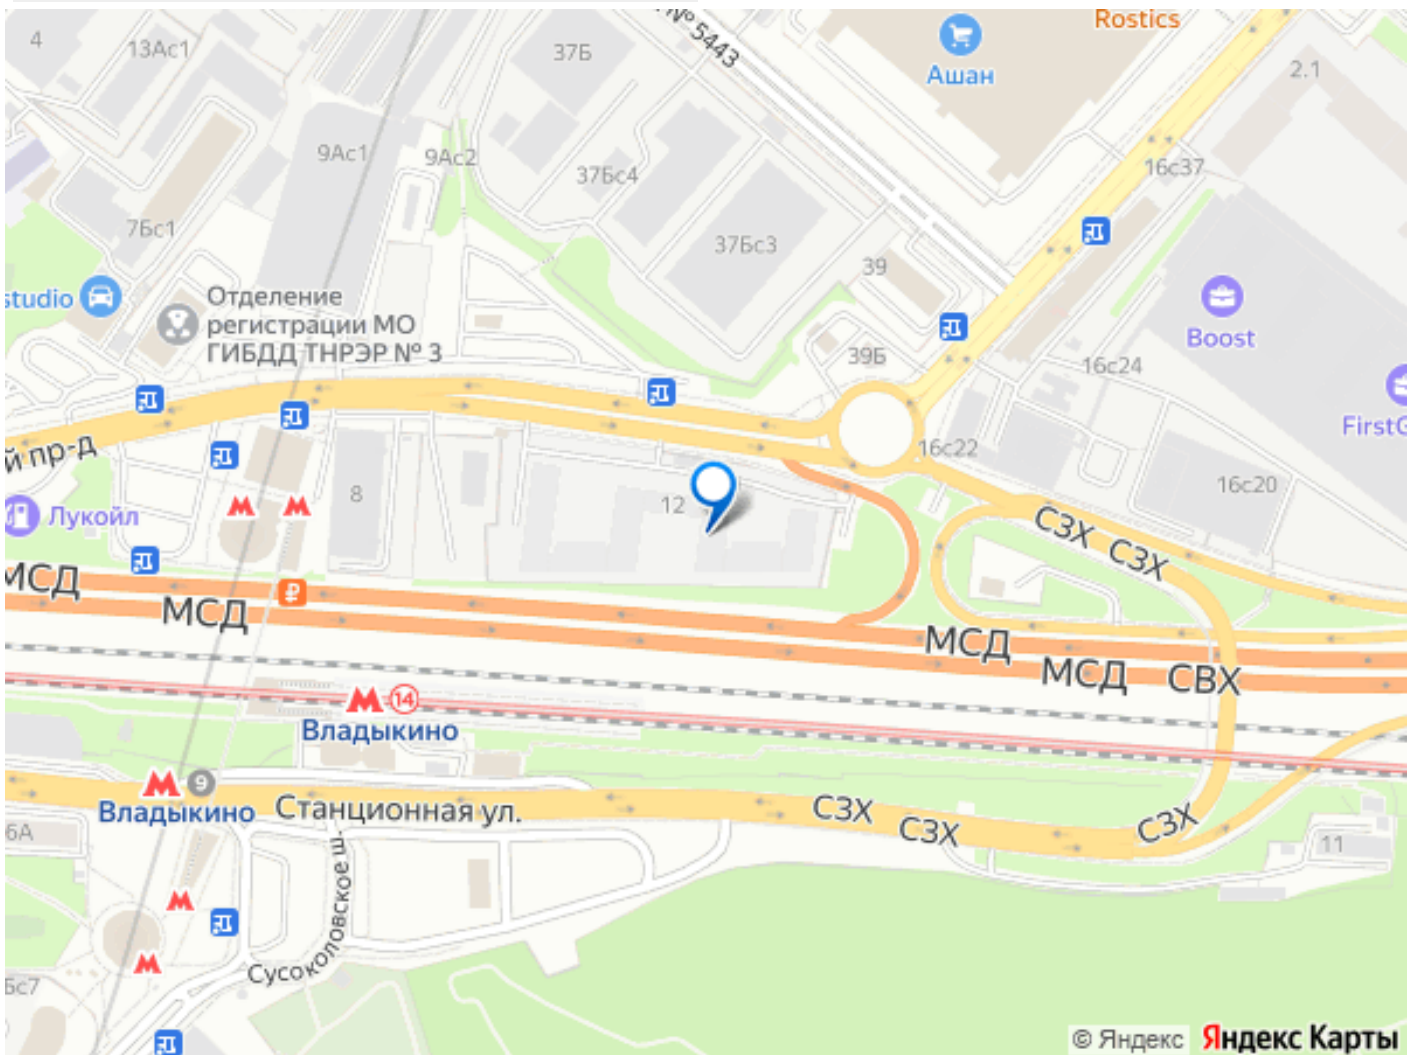 № 5443
Rostics
4
13Ас1
37Б
Ашан
2.1
9Ас1
9Ас2
37Бс4
16с37
7Бс1
37Бс3
39
studio
Отделение
регистрации МО
ГИБДД ТНРЭР № 3
Boost
39Б
16с24
FirstG
й пр-д
16с22
8
12
16с20
Лукойл
СЗХ
СЗХ
МСД
МСД
₽
МСД
МСД
СВХ
14
Владыкино
9
Владыкино
Станционная ул.
СЗХ
СЗХ
СЗХ
6А
11
Сусоколовское ш.
6с7
© Яндекс
Яндекс Карты